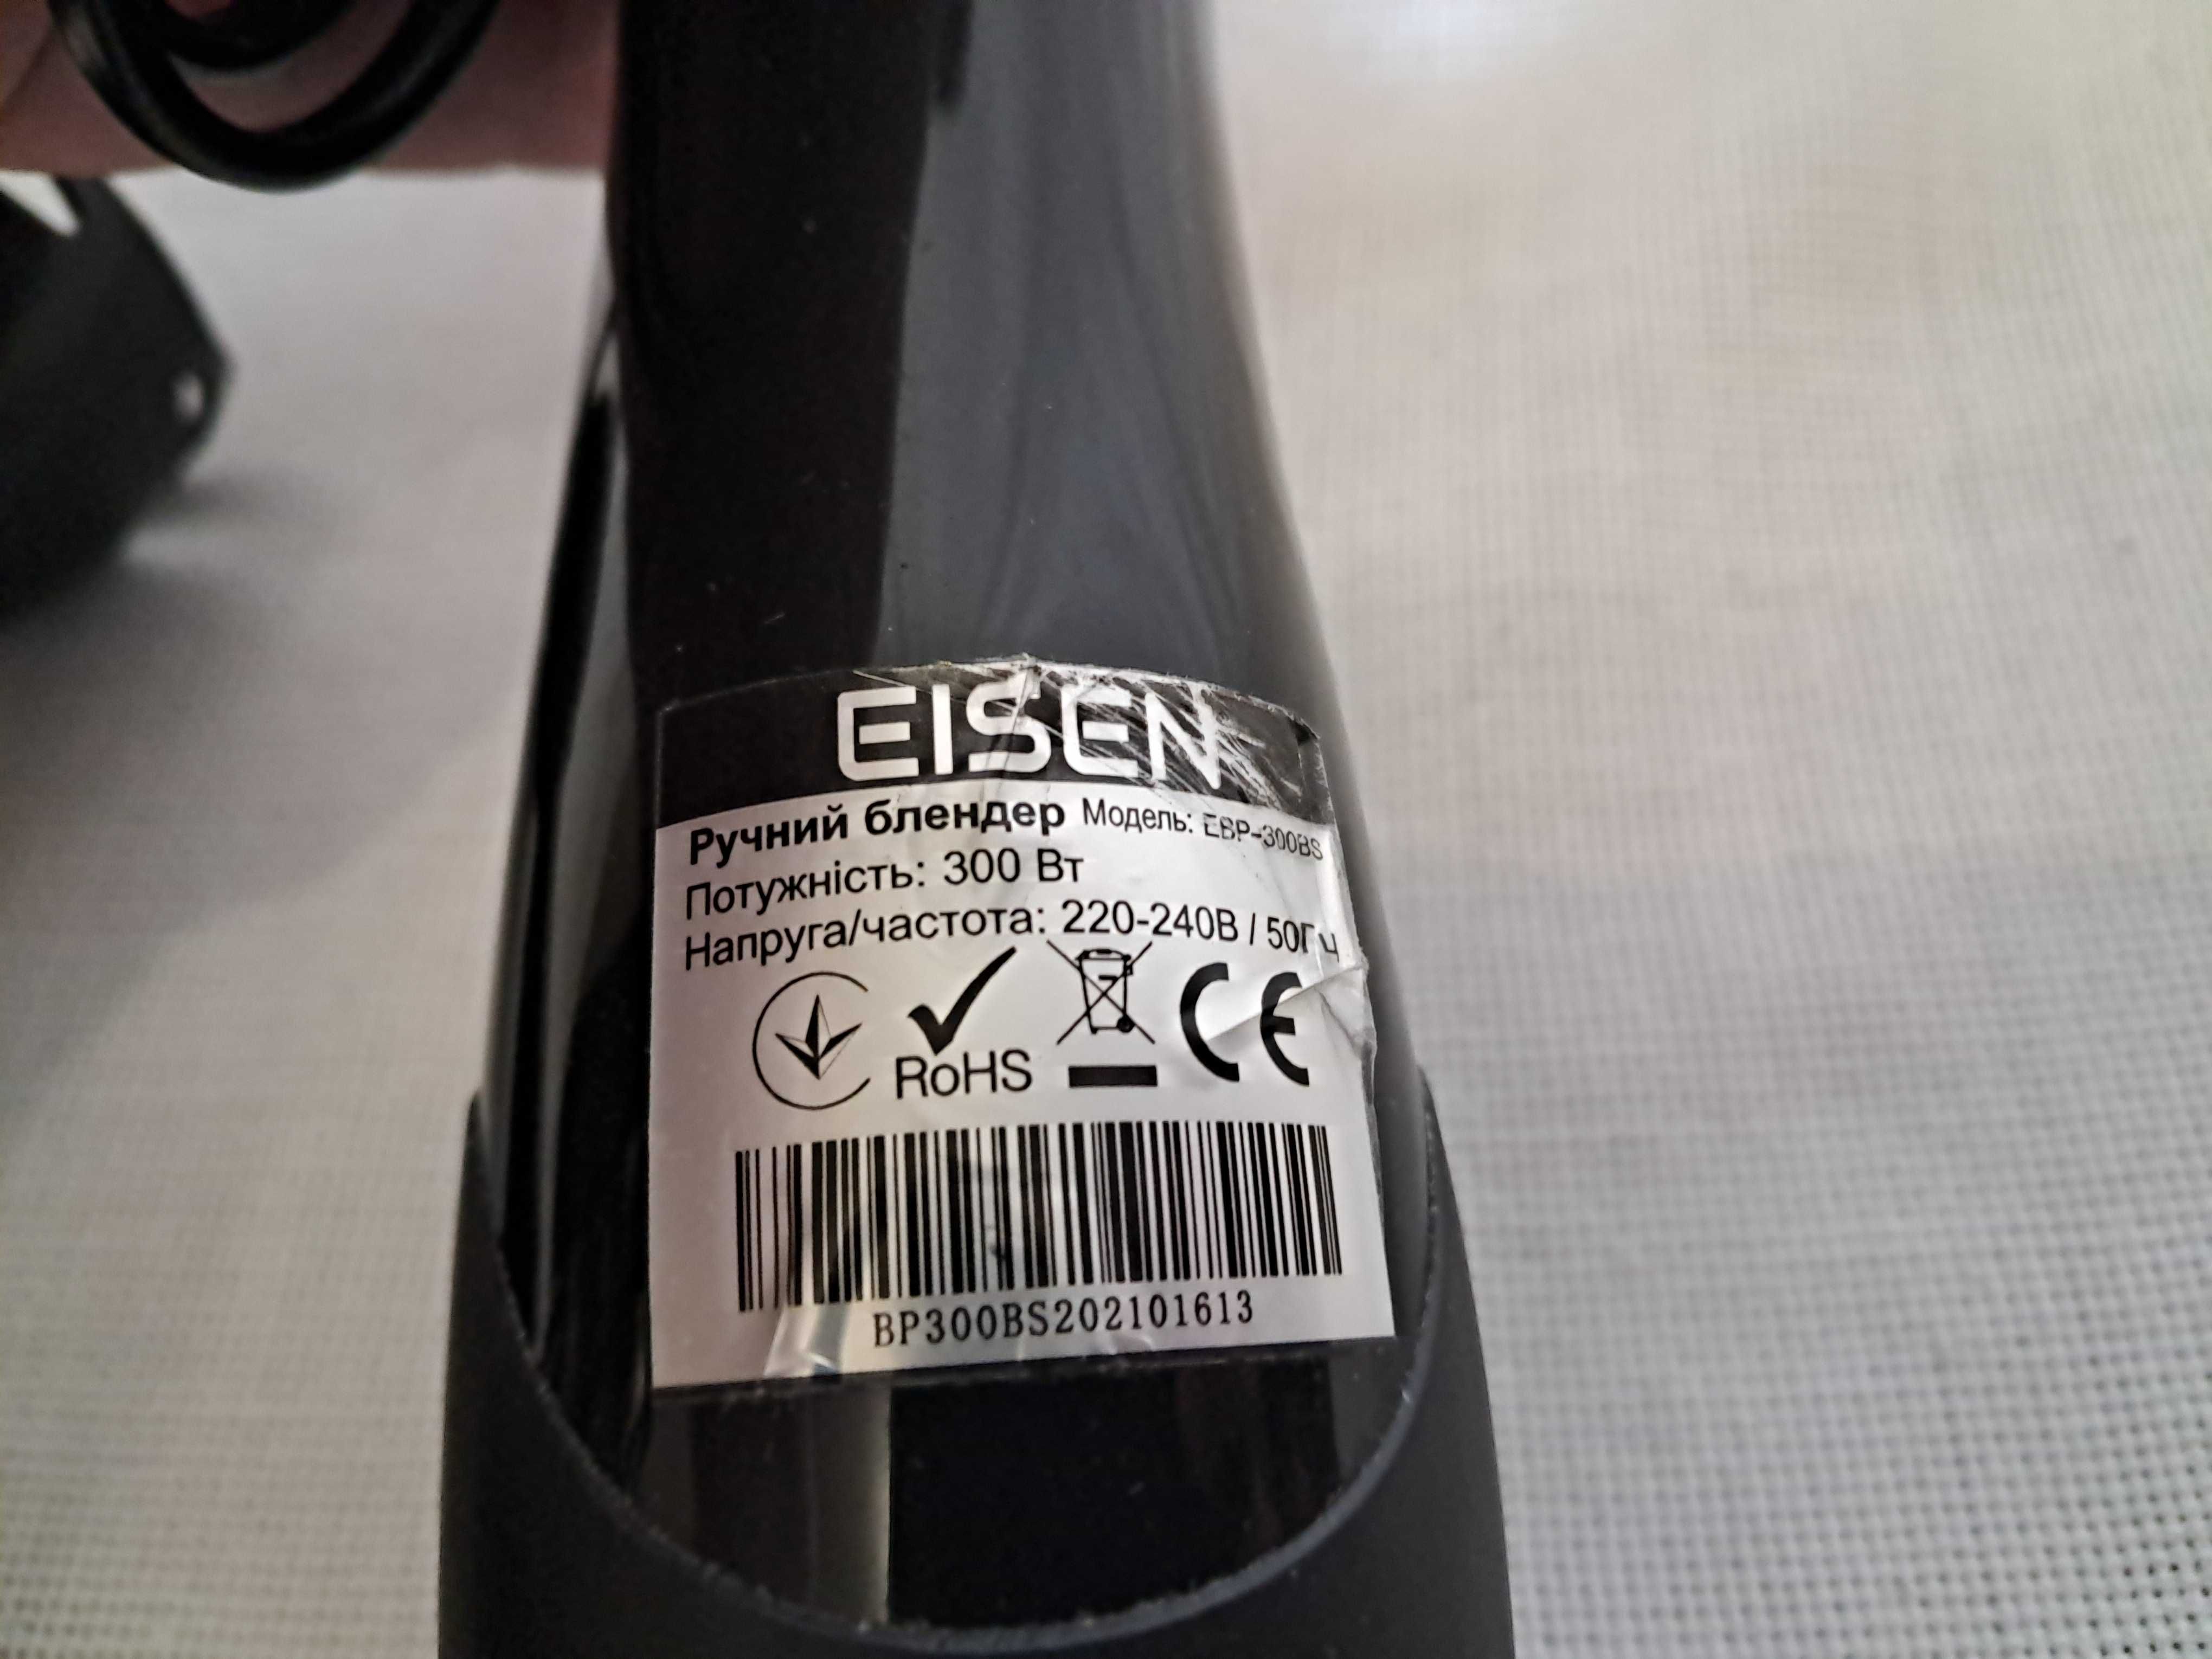 EISEN
Ручний блендер Модель: EBP-300BS
Потужність: 300 Вт
Напруга/частота: 220-240В / 50Гц
RoHS CE
BP300BS202101613